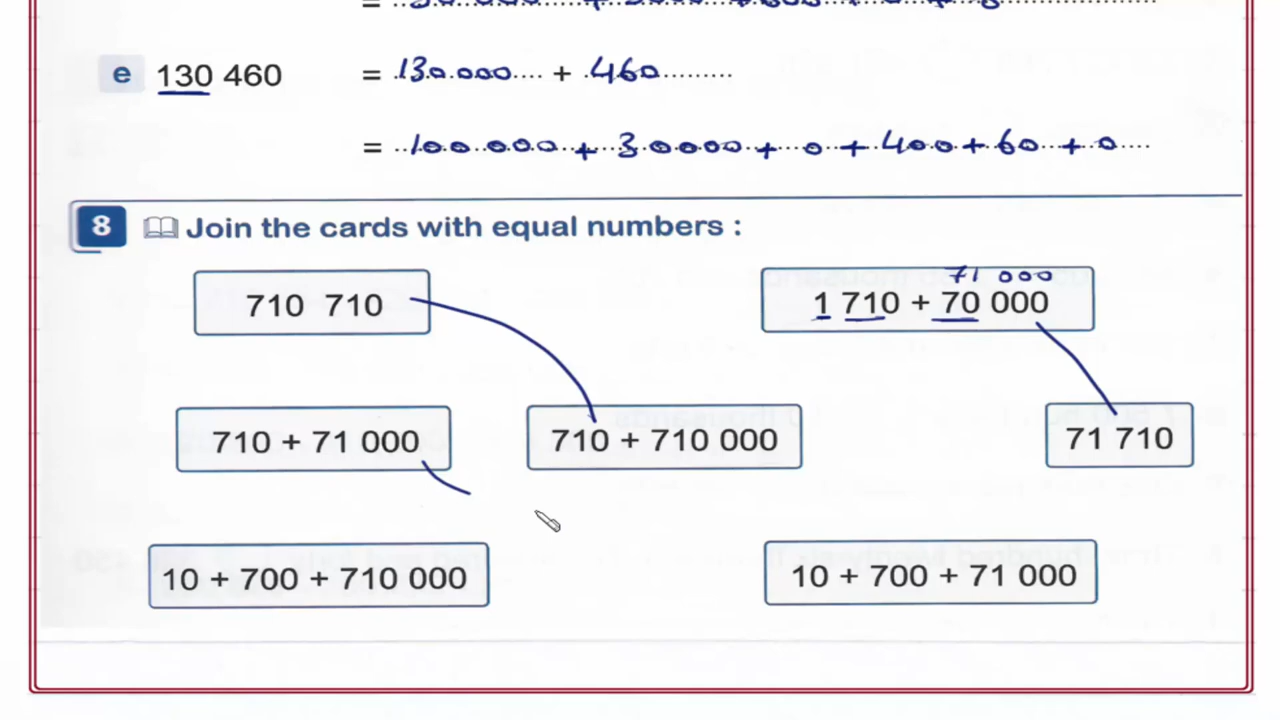 e 130 460 = 130 000 + 460
= 100 000 + 30000 + 0 + 400 + 60 + 0
8 Join the cards with equal numbers :
71 000
710 710 1 710 + 70 000
710 + 71 000 710 + 710 000 71 710
10 + 700 + 710 000 10 + 700 + 71 000